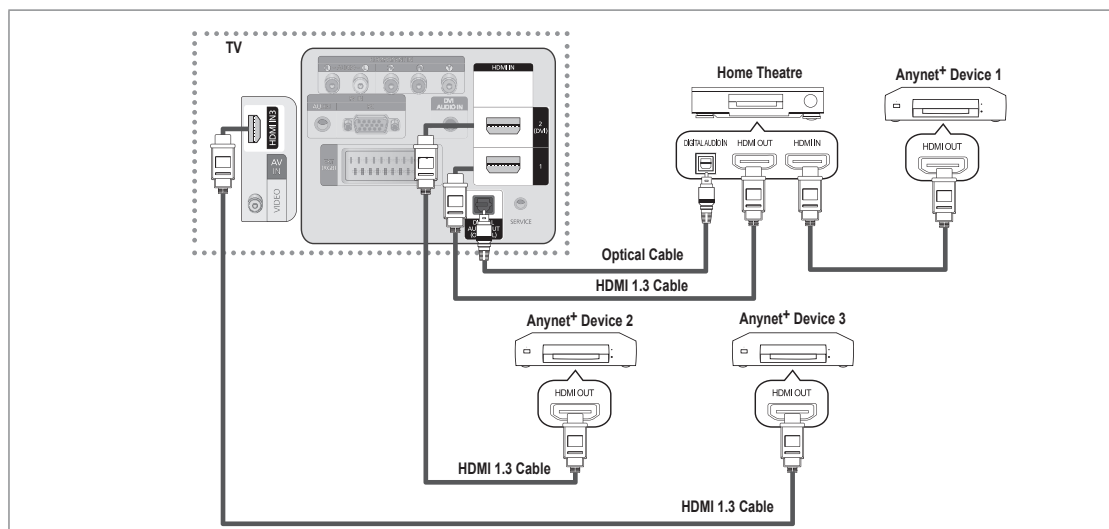 TV
HDMI IN
DVI
AUDIO IN
2
(DVI)
1
HDMI IN3
AV
IN
VIDEO
SERVICE
Home Theatre
Anynet+ Device 1
DIGITAL AUDIO IN
HDMI OUT
HDMI IN
HDMI OUT
Optical Cable
HDMI 1.3 Cable
Anynet+ Device 2
Anynet+ Device 3
HDMI OUT
HDMI OUT
HDMI 1.3 Cable
HDMI 1.3 Cable